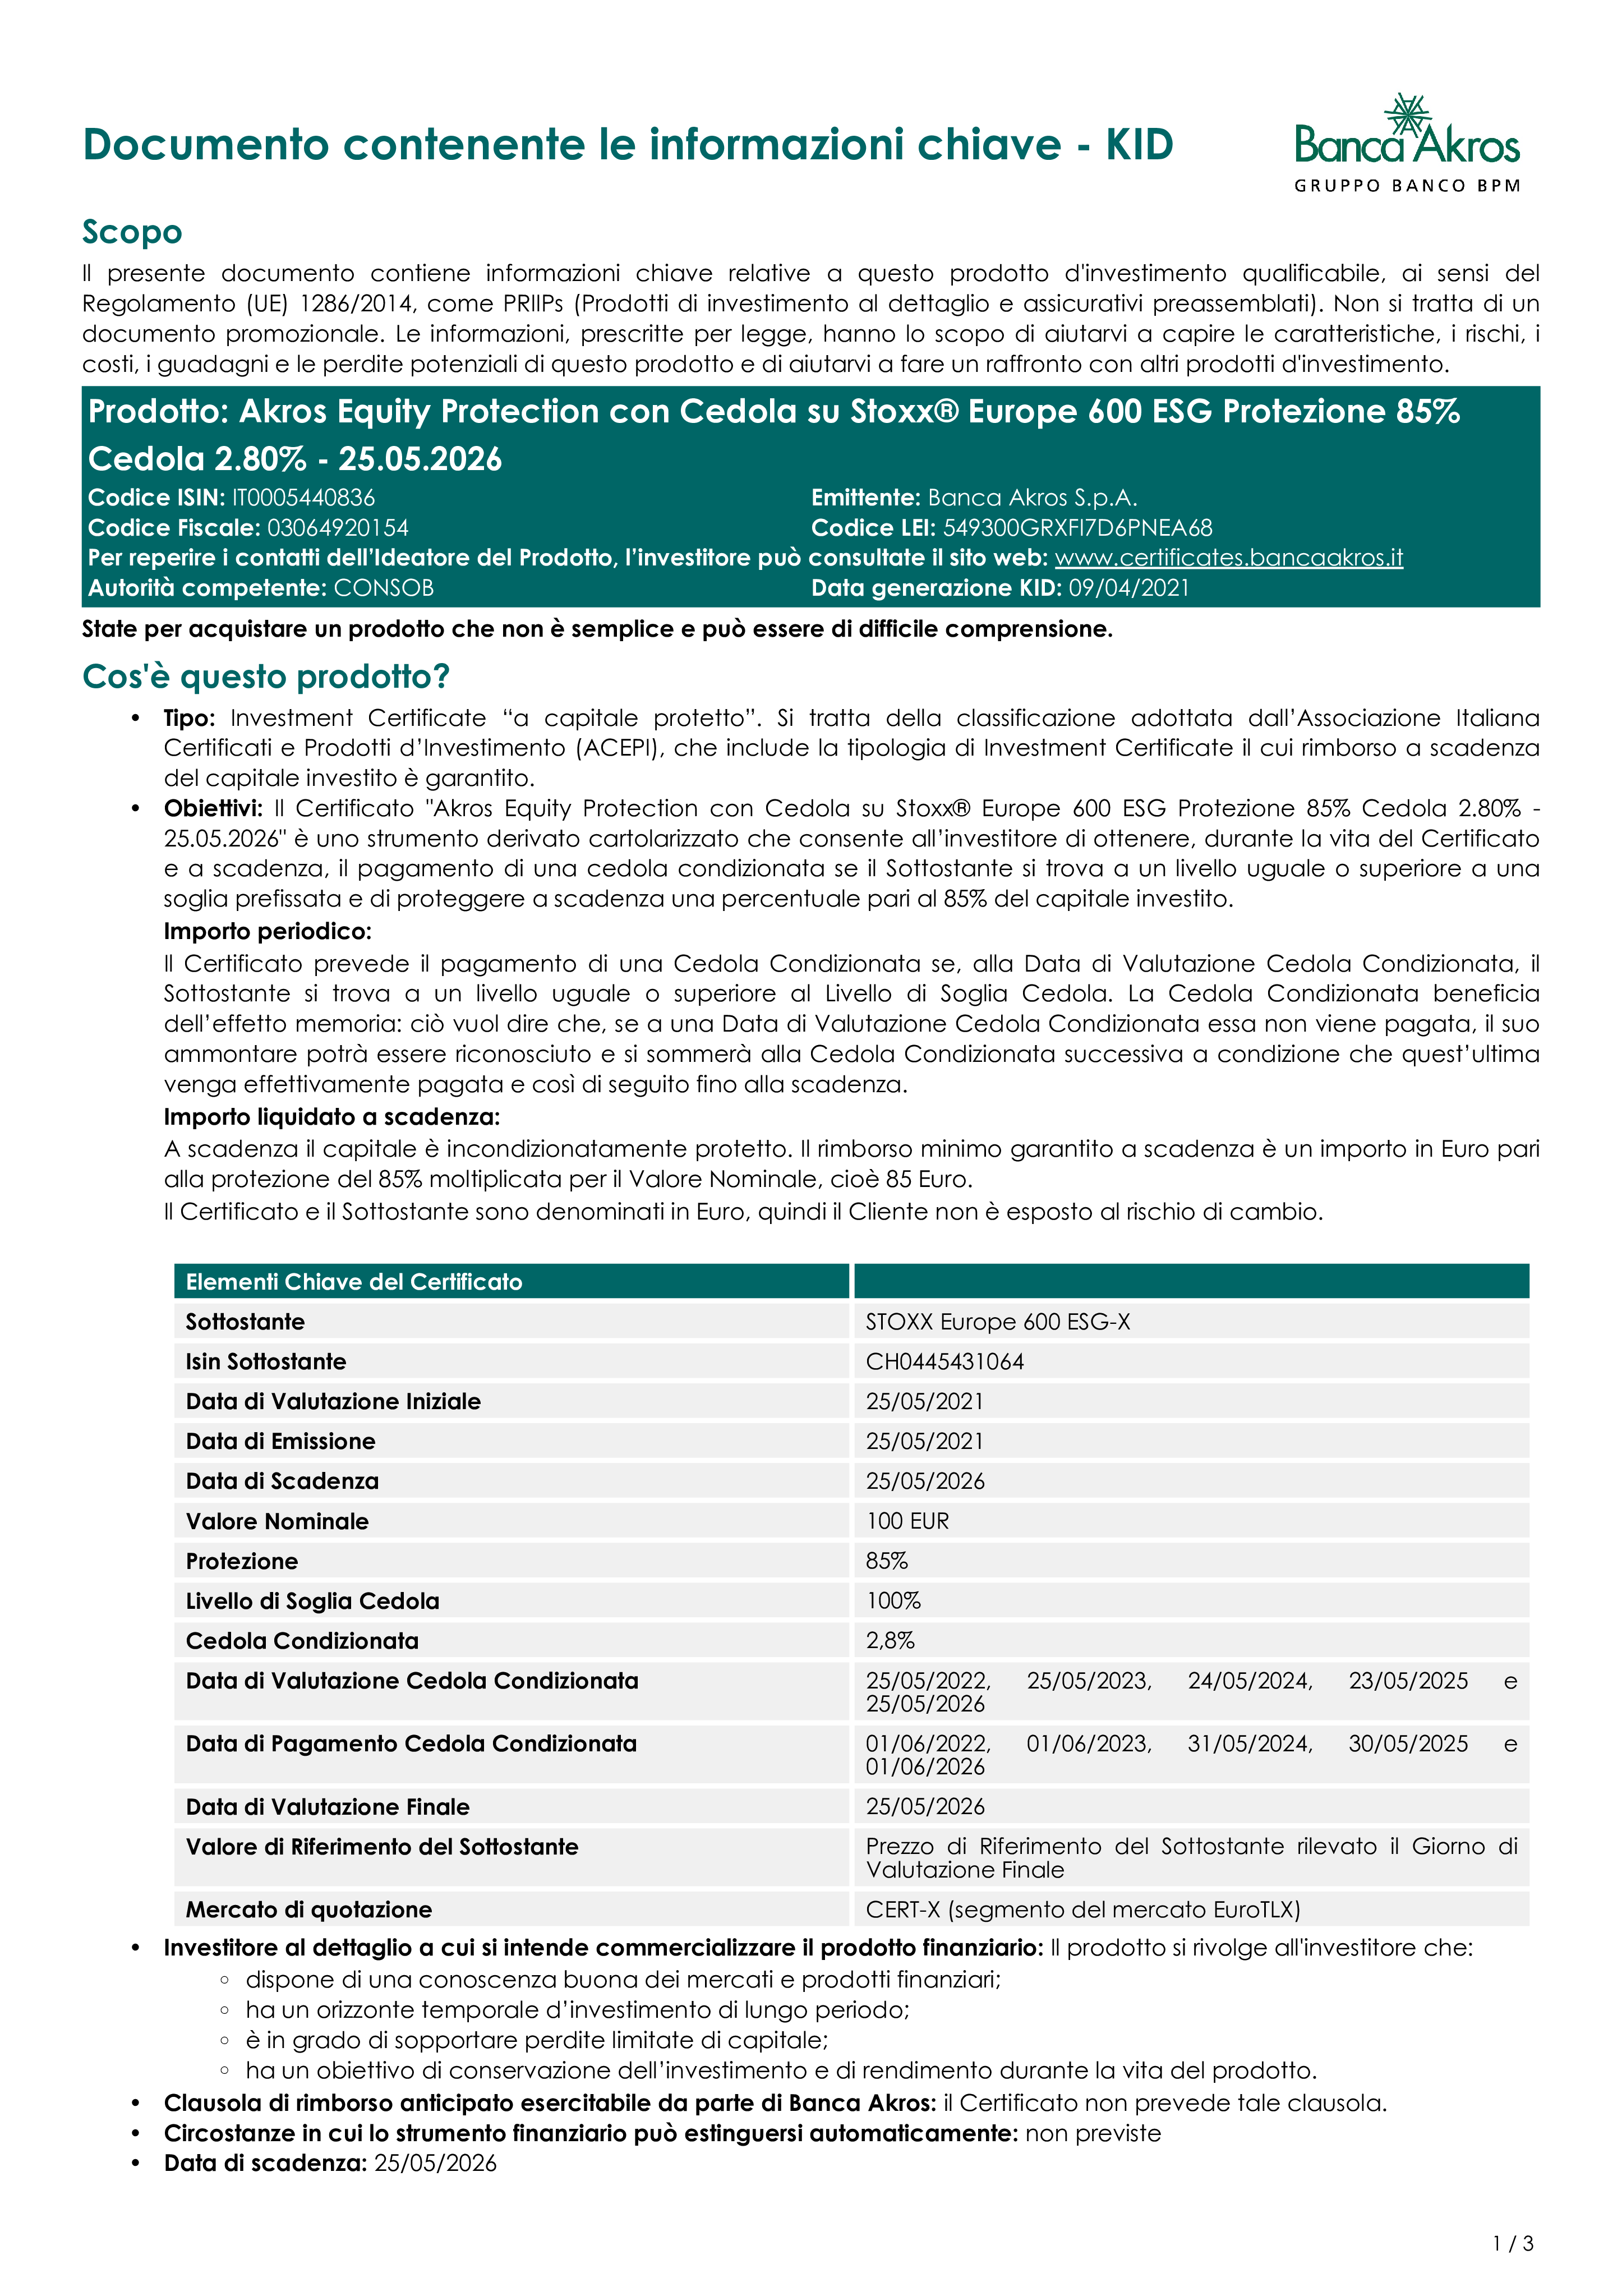 Documento contenente le informazioni chiave - KID
Banca Akros
GRUPPO BANCO BPM
Scopo
Il presente documento contiene informazioni chiave relative a questo prodotto d'investimento qualificabile, ai sensi del
Regolamento (UE) 1286/2014, come PRIIPs (Prodotti di investimento al dettaglio e assicurativi preassemblati). Non si tratta di un
documento promozionale. Le informazioni, prescritte per legge, hanno lo scopo di aiutarvi a capire le caratteristiche, i rischi, i
costi, i guadagni e le perdite potenziali di questo prodotto e di aiutarvi a fare un raffronto con altri prodotti d'investimento.
Prodotto: Akros Equity Protection con Cedola su Stoxx® Europe 600 ESG Protezione 85%
Cedola 2.80% - 25.05.2026
Codice ISIN: IT0005440836 Emittente: Banca Akros S.p.A.
Codice Fiscale: 03064920154 Codice LEI: 549300GRXFI7D6PNEA68
Per reperire i contatti dell’Ideatore del Prodotto, l’investitore può consultate il sito web: www.certificates.bancaakros.it
Autorità competente: CONSOB Data generazione KID: 09/04/2021
State per acquistare un prodotto che non è semplice e può essere di difficile comprensione.
Cos'è questo prodotto?
• Tipo: Investment Certificate “a capitale protetto”. Si tratta della classificazione adottata dall’Associazione Italiana
Certificati e Prodotti d’Investimento (ACEPI), che include la tipologia di Investment Certificate il cui rimborso a scadenza
del capitale investito è garantito.
• Obiettivi: Il Certificato "Akros Equity Protection con Cedola su Stoxx® Europe 600 ESG Protezione 85% Cedola 2.80% -
25.05.2026" è uno strumento derivato cartolarizzato che consente all’investitore di ottenere, durante la vita del Certificato
e a scadenza, il pagamento di una cedola condizionata se il Sottostante si trova a un livello uguale o superiore a una
soglia prefissata e di proteggere a scadenza una percentuale pari al 85% del capitale investito.
Importo periodico:
Il Certificato prevede il pagamento di una Cedola Condizionata se, alla Data di Valutazione Cedola Condizionata, il
Sottostante si trova a un livello uguale o superiore al Livello di Soglia Cedola. La Cedola Condizionata beneficia
dell’effetto memoria: ciò vuol dire che, se a una Data di Valutazione Cedola Condizionata essa non viene pagata, il suo
ammontare potrà essere riconosciuto e si sommerà alla Cedola Condizionata successiva a condizione che quest’ultima
venga effettivamente pagata e così di seguito fino alla scadenza.
Importo liquidato a scadenza:
A scadenza il capitale è incondizionatamente protetto. Il rimborso minimo garantito a scadenza è un importo in Euro pari
alla protezione del 85% moltiplicata per il Valore Nominale, cioè 85 Euro.
Il Certificato e il Sottostante sono denominati in Euro, quindi il Cliente non è esposto al rischio di cambio.
Elementi Chiave del Certificato
Sottostante STOXX Europe 600 ESG-X
Isin Sottostante CH0445431064
Data di Valutazione Iniziale 25/05/2021
Data di Emissione 25/05/2021
Data di Scadenza 25/05/2026
Valore Nominale 100 EUR
Protezione 85%
Livello di Soglia Cedola 100%
Cedola Condizionata 2,8%
Data di Valutazione Cedola Condizionata 25/05/2022, 25/05/2023, 24/05/2024, 23/05/2025 e
25/05/2026
Data di Pagamento Cedola Condizionata 01/06/2022, 01/06/2023, 31/05/2024, 30/05/2025 e
01/06/2026
Data di Valutazione Finale 25/05/2026
Valore di Riferimento del Sottostante Prezzo di Riferimento del Sottostante rilevato il Giorno di
Valutazione Finale
Mercato di quotazione CERT-X (segmento del mercato EuroTLX)
• Investitore al dettaglio a cui si intende commercializzare il prodotto finanziario: Il prodotto si rivolge all'investitore che:
◦ dispone di una conoscenza buona dei mercati e prodotti finanziari;
◦ ha un orizzonte temporale d’investimento di lungo periodo;
◦ è in grado di sopportare perdite limitate di capitale;
◦ ha un obiettivo di conservazione dell’investimento e di rendimento durante la vita del prodotto.
• Clausola di rimborso anticipato esercitabile da parte di Banca Akros: il Certificato non prevede tale clausola.
• Circostanze in cui lo strumento finanziario può estinguersi automaticamente: non previste
• Data di scadenza: 25/05/2026
1 / 3